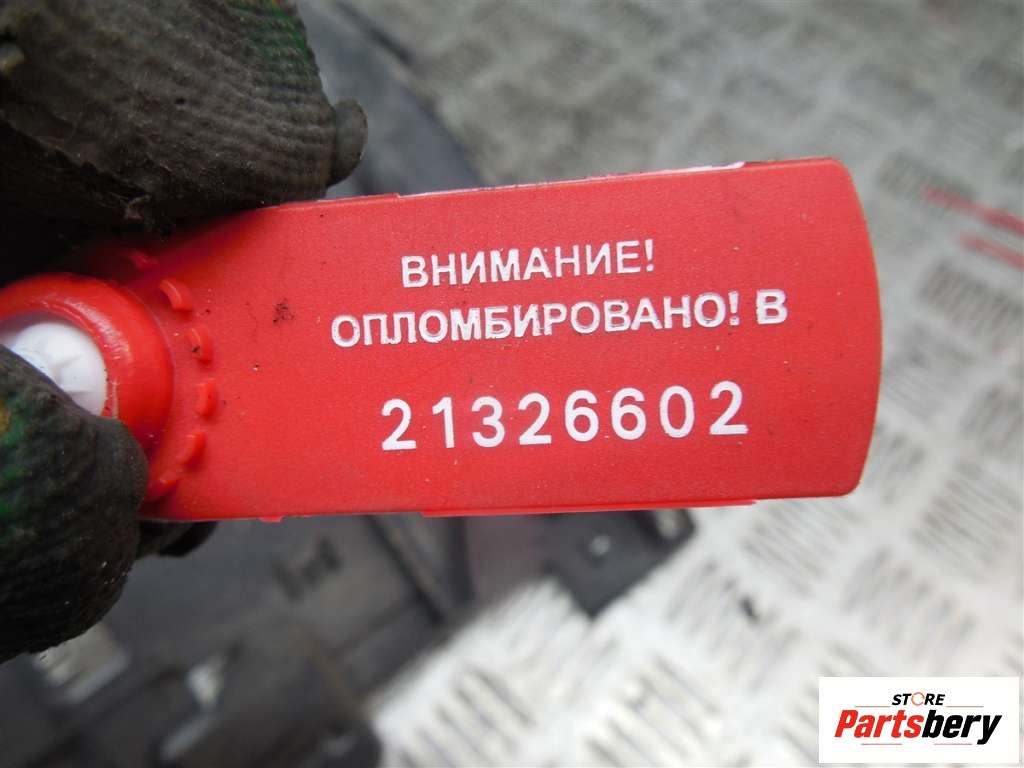 ВНИМАНИЕ!
ОПЛОМБИРОВАНО! В
21326602
STORE
Partsbery